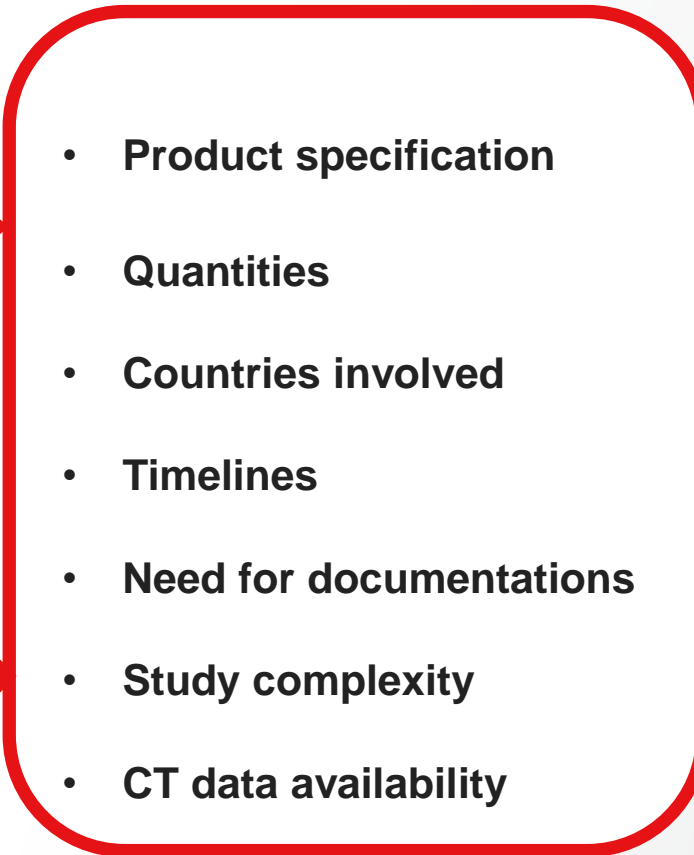 • Product specification
• Quantities
• Countries involved
• Timelines
• Need for documentations
• Study complexity
• CT data availability